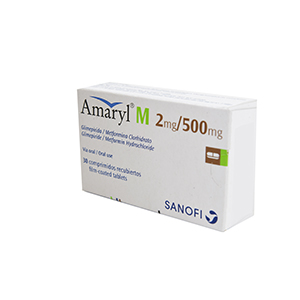 Amaryl® M 2mg/500mg
Glimepirida / Metformina Clorhidrato
Glimepiride / Metformin Hydrochloride
Vía oral / Oral use
30 comprimidos recubiertos
film-coated tablets
SANOFI